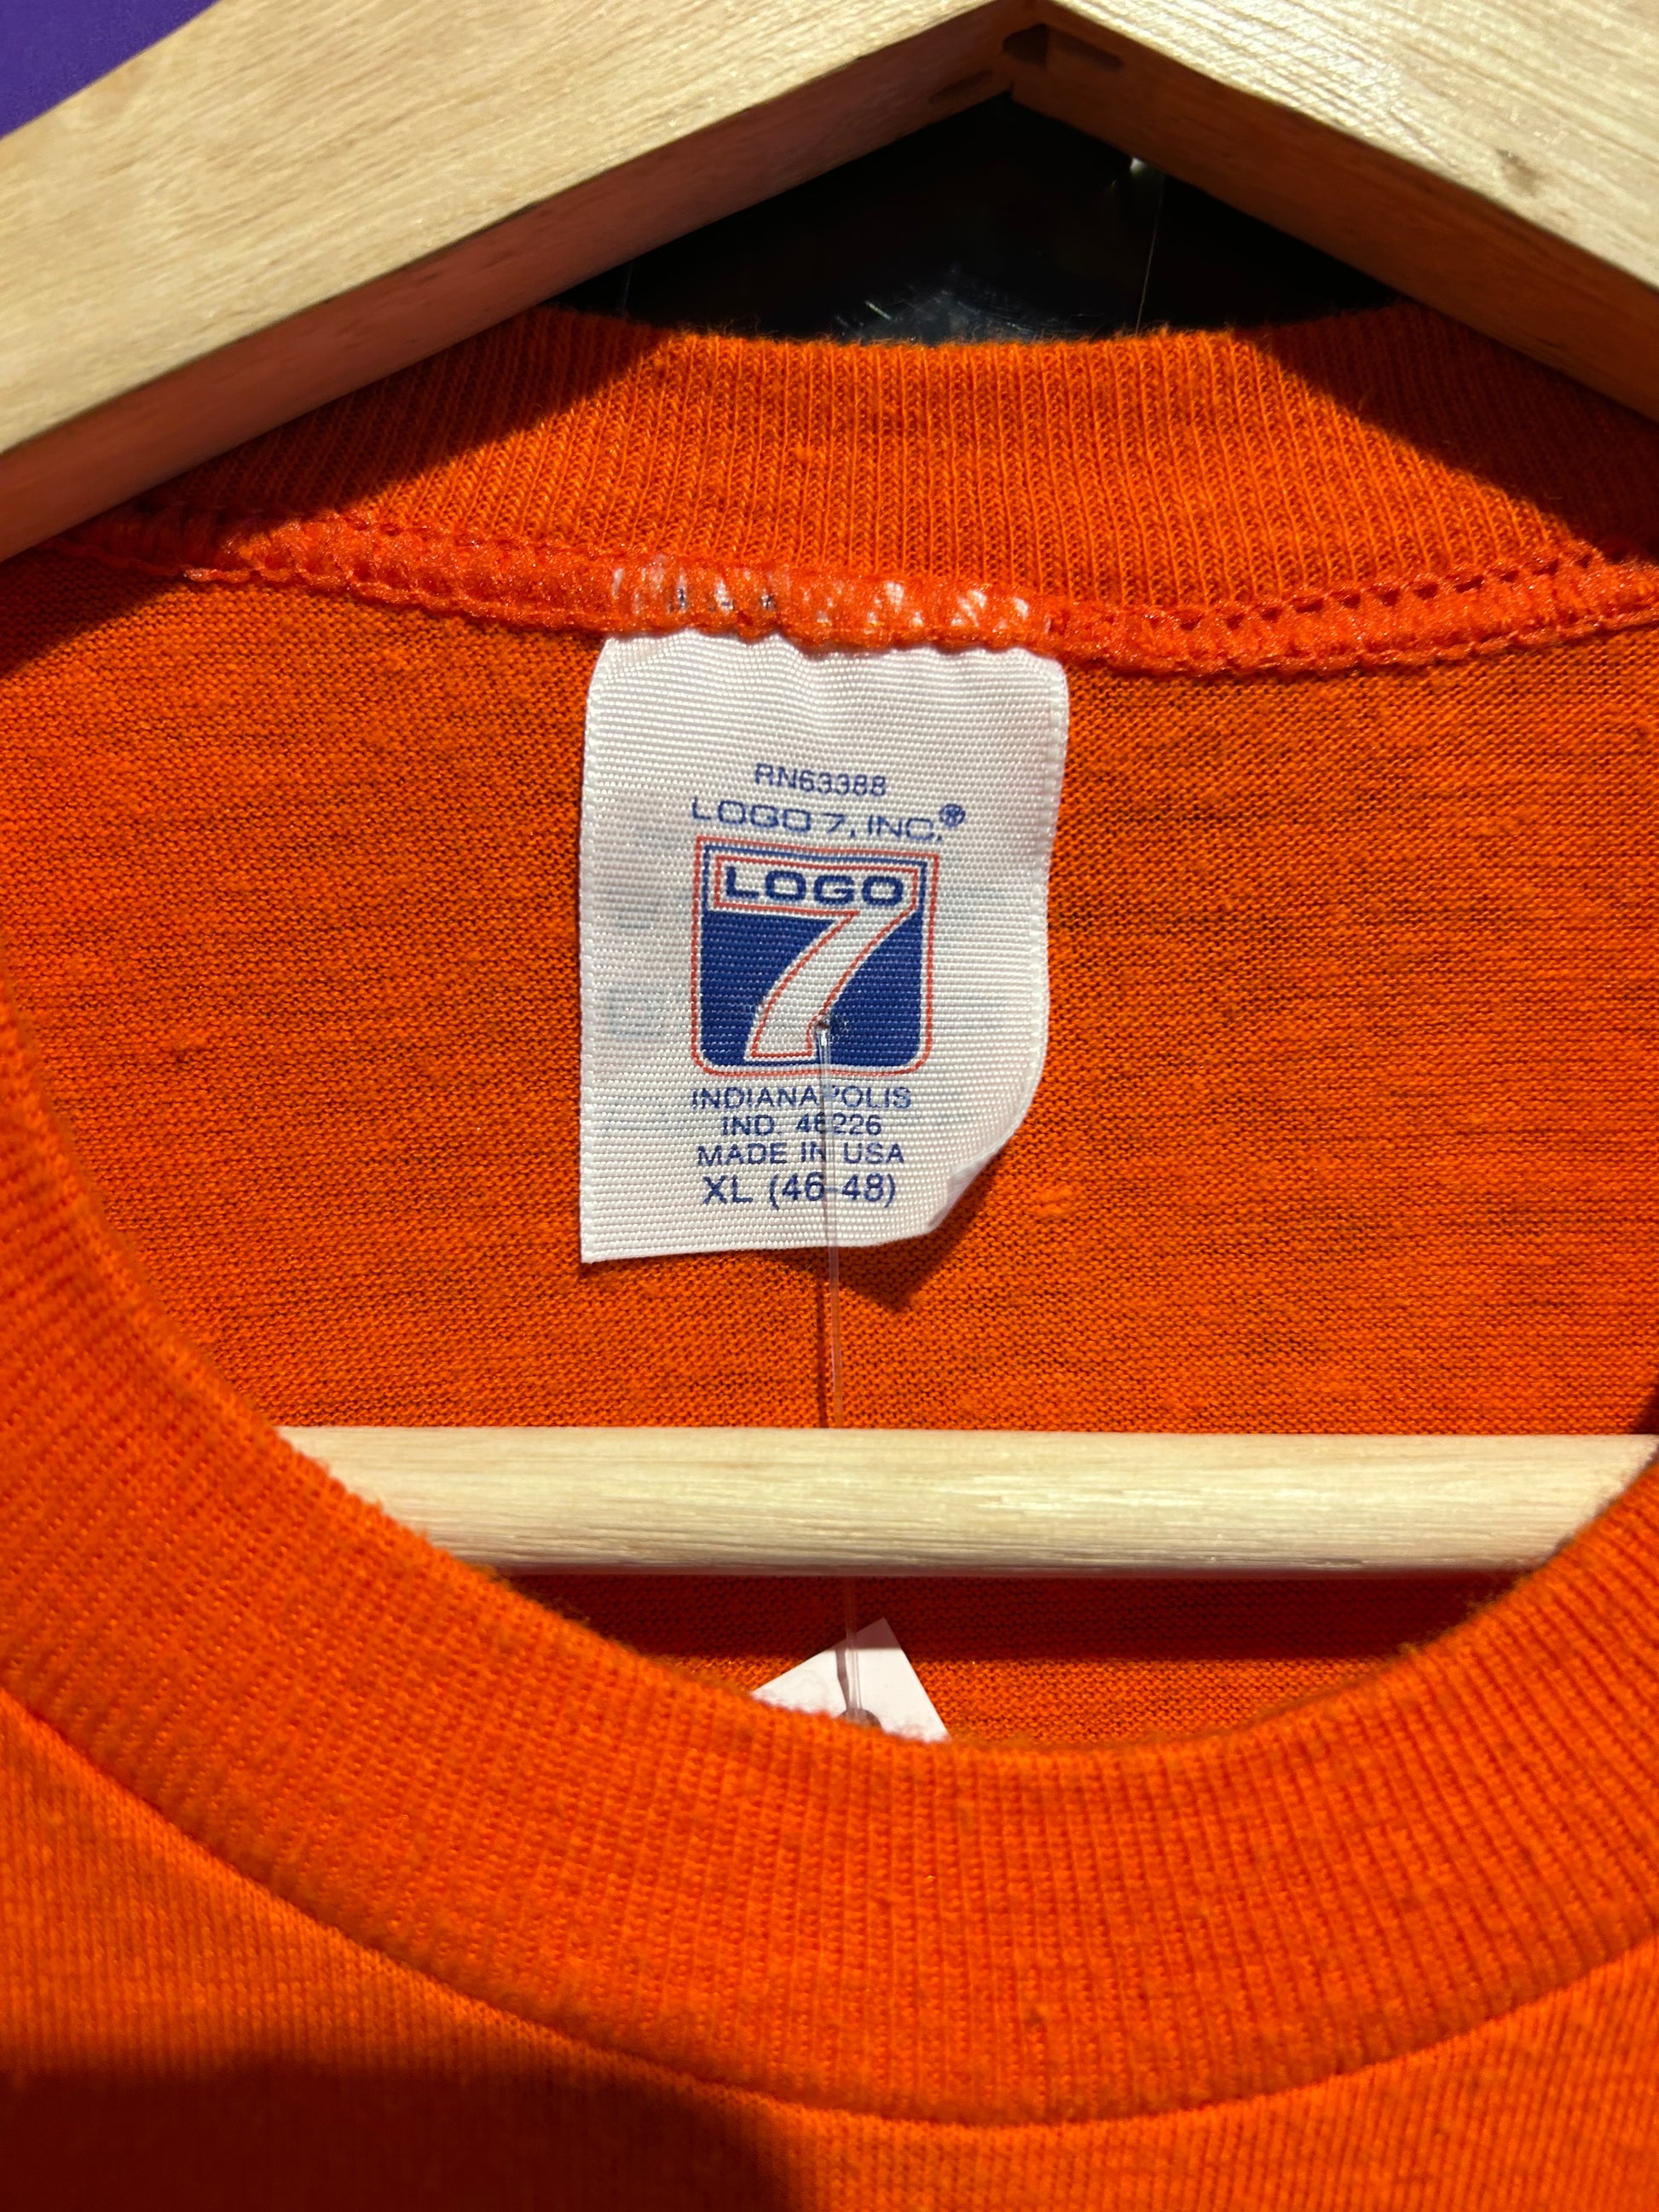 RN63388
LOGO 7, INC.®
LOGO
7
INDIANAPOLIS
IND 46226
MADE IN USA
XL (46-48)